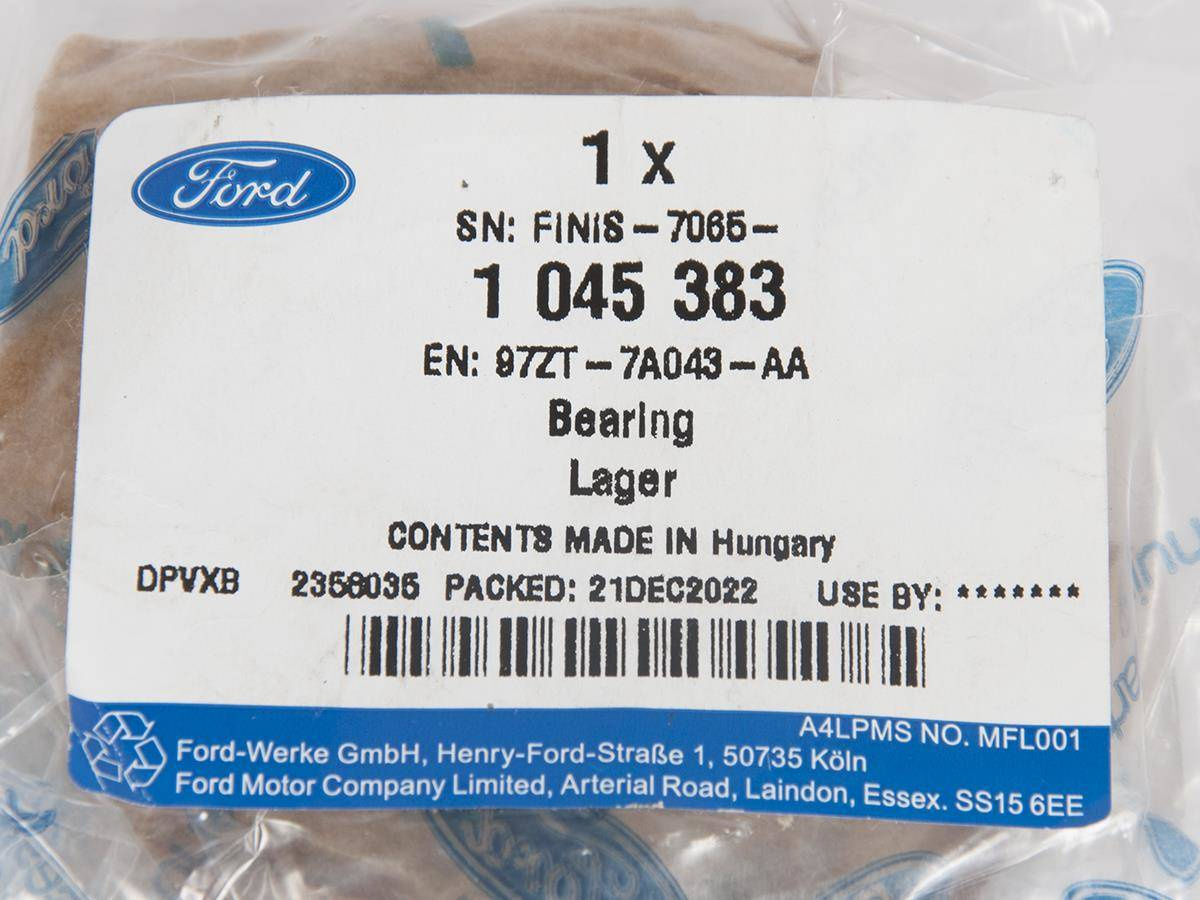 Ford
1 x
SN: FINIS-7065-
1 045 383
EN: 97ZT-7A043-AA
Bearing
Lager
CONTENTS MADE IN Hungary
DPVXB 2358035 PACKED: 21DEC2022 USE BY: *******
A4LPMS NO. MFL001
Ford-Werke GmbH, Henry-Ford-Straße 1, 50735 Köln
Ford Motor Company Limited, Arterial Road, Laindon, Essex. SS15 6EE
Ford